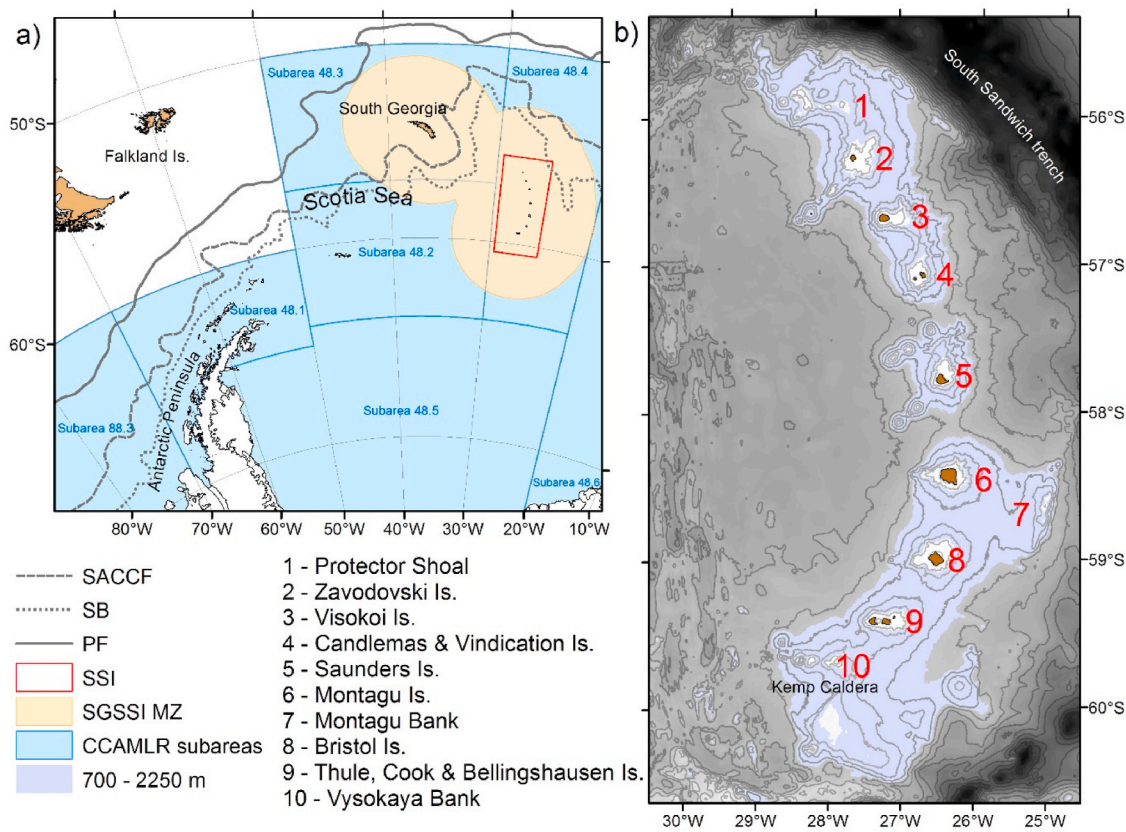 a)
Subarea 48.3
Subarea 48.4
South Georgia
50°S
Falkland Is.
Scotia Sea
Subarea 48.2
Subarea 48.1
60°S
Antarctic Peninsula
Subarea 48.5
Subarea 88.3
Subarea 48.6
80°W
70°W
60°W
50°W
40°W
30°W
20°W
10°W
SACCF
SB
PF
SSI
SGSSI MZ
CCAMLR subareas
700 - 2250 m
1 - Protector Shoal
2 - Zavodovski Is.
3 - Visokoi Is.
4 - Candlemas & Vindication Is.
5 - Saunders Is.
6 - Montagu Is.
7 - Montagu Bank
8 - Bristol Is.
9 - Thule, Cook & Bellingshausen Is.
10 - Vysokaya Bank
b)
South Sandwich trench
1
56°S
2
3
57°S
4
5
58°S
6
7
8
59°S
9
10
Kemp Caldera
60°S
30°W
29°W
28°W
27°W
26°W
25°W